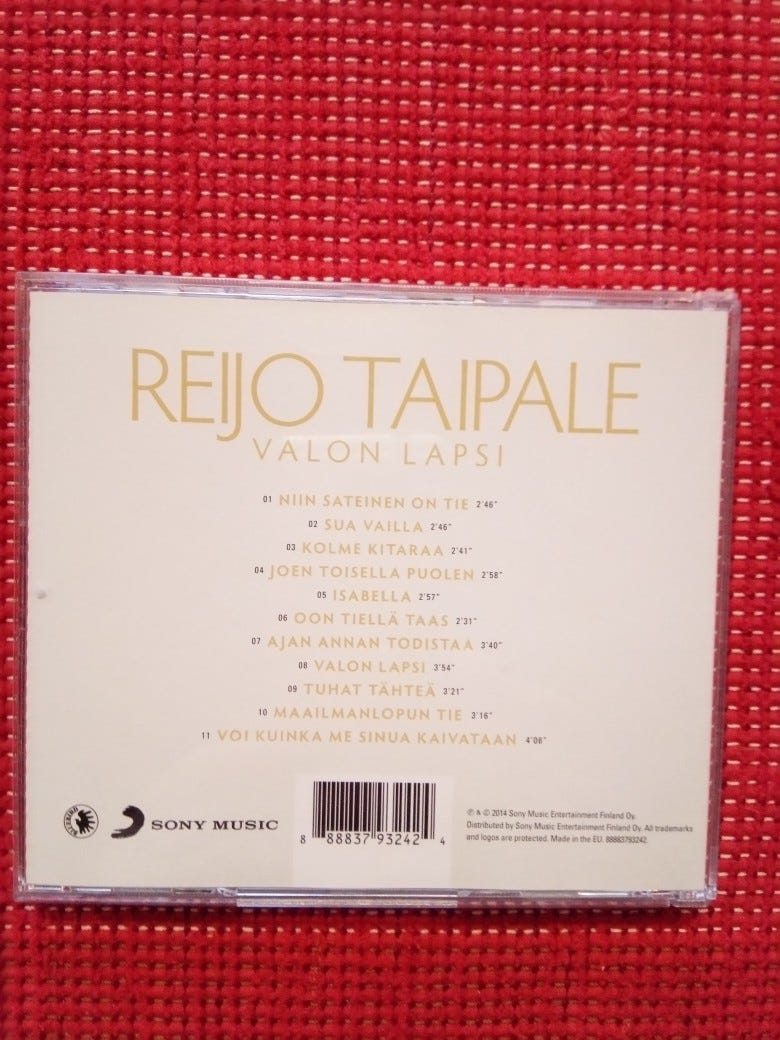 REIJO TAIPALE
VALON LAPSI
01 NIIN SATEINEN ON TIE 2'46"
02 SUA VAILLA 2'46"
03 KOLME KITARAA 2'41"
04 JOEN TOISELLA PUOLEN 2'58"
05 ISABELLA 2'57"
06 OON TIELLÄ TAAS 2'31"
07 AJAN ANNAN TODISTAA 3'40"
08 VALON LAPSI 3'54"
09 TUHAT TÄHTEÄ 3'21"
10 MAAILMANLOPUN TIE 3'16"
11 VOI KUINKA ME SINUA KAIVATAAN 4'06"
SONY MUSIC
8 88837 93242 4
℗ & © 2014 Sony Music Entertainment Finland Oy.
Distributed by Sony Music Entertainment Finland Oy. All trademarks
and logos are protected. Made in the EU. 88883793242.